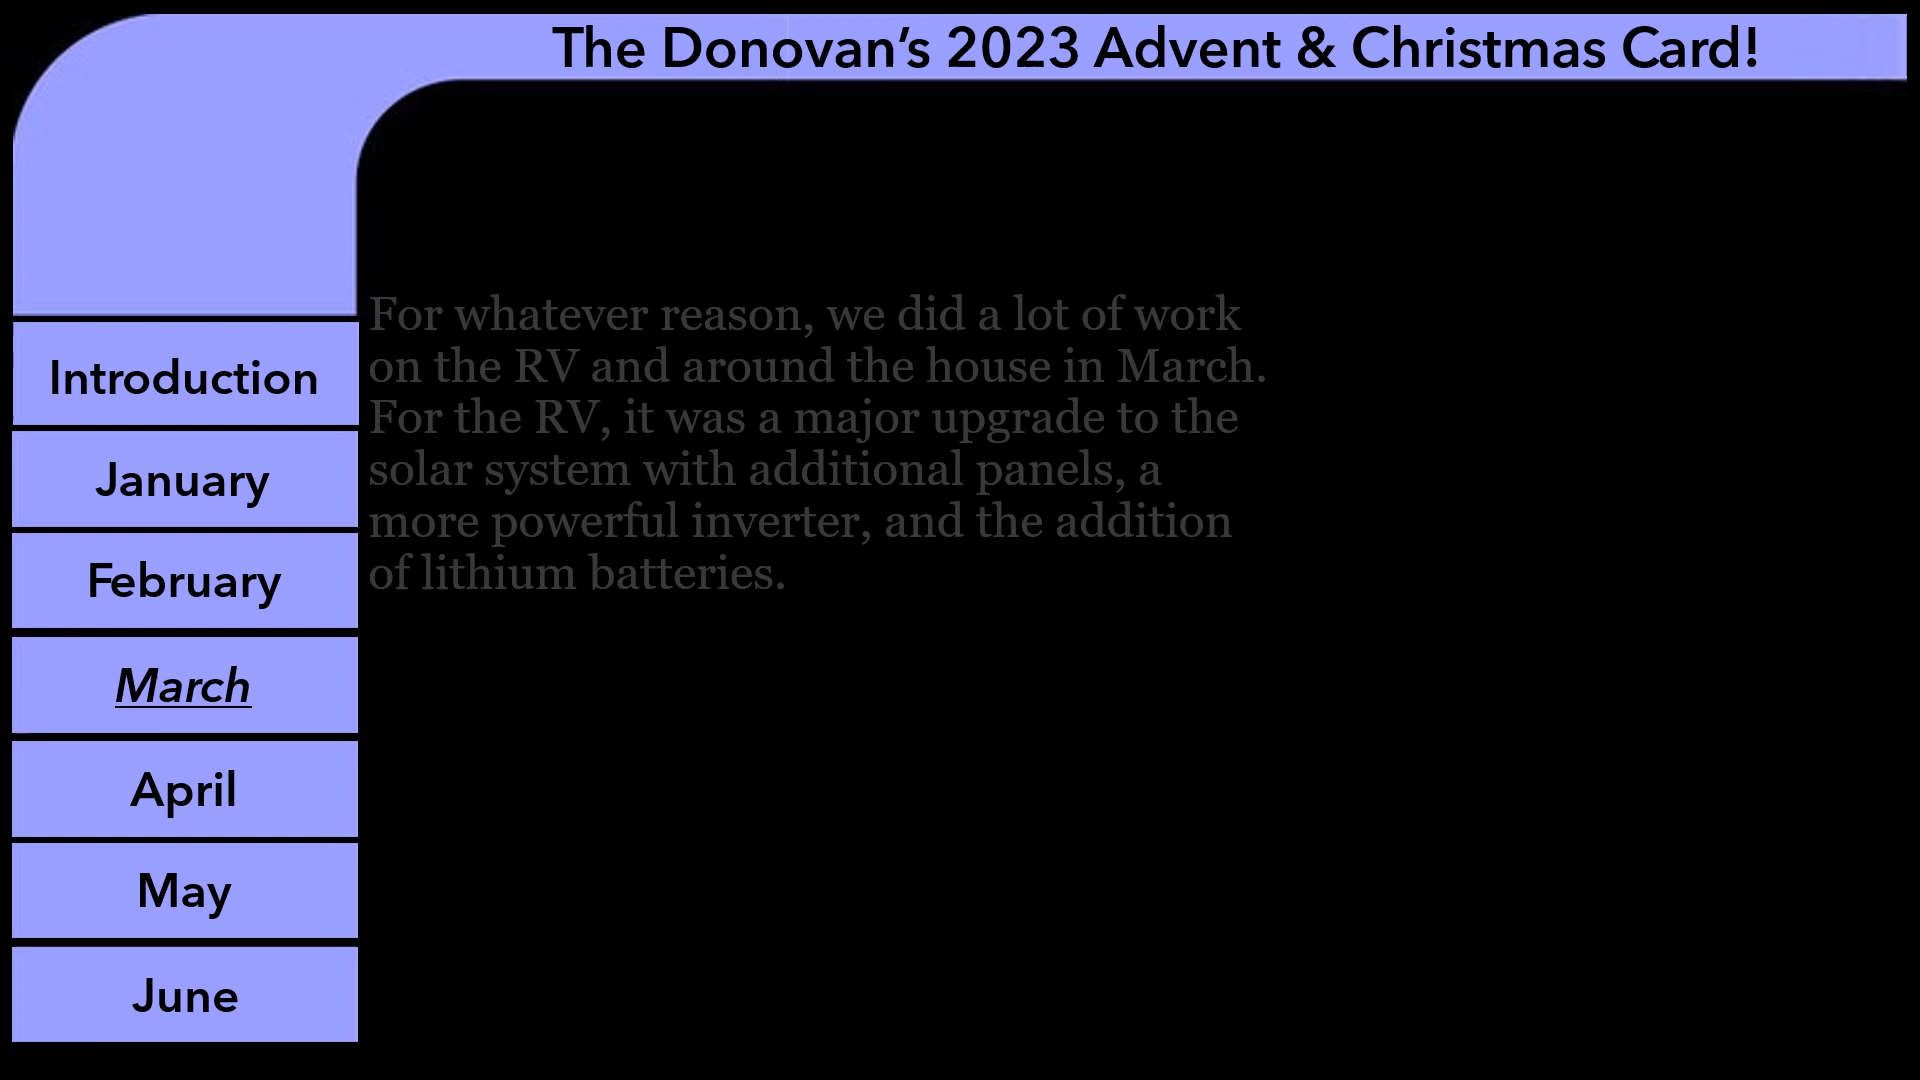 The Donovan’s 2023 Advent & Christmas Card!
Introduction
January
February
March
April
May
June
For whatever reason, we did a lot of work
on the RV and around the house in March.
For the RV, it was a major upgrade to the
solar system with additional panels, a
more powerful inverter, and the addition
of lithium batteries.